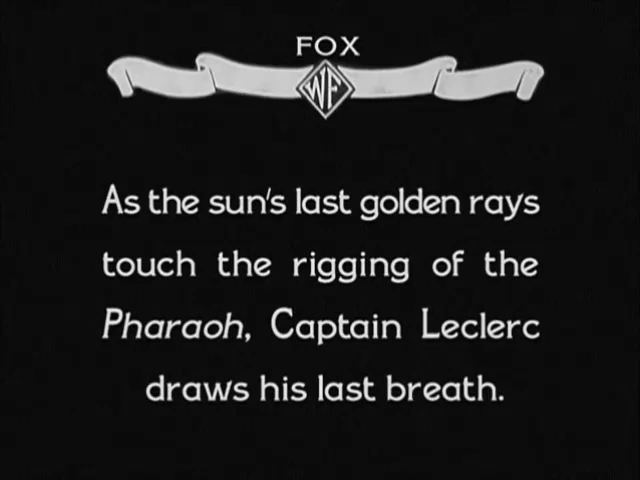 FOX
WF
As the sun's last golden rays
touch the rigging of the
Pharaoh, Captain Leclerc
draws his last breath.